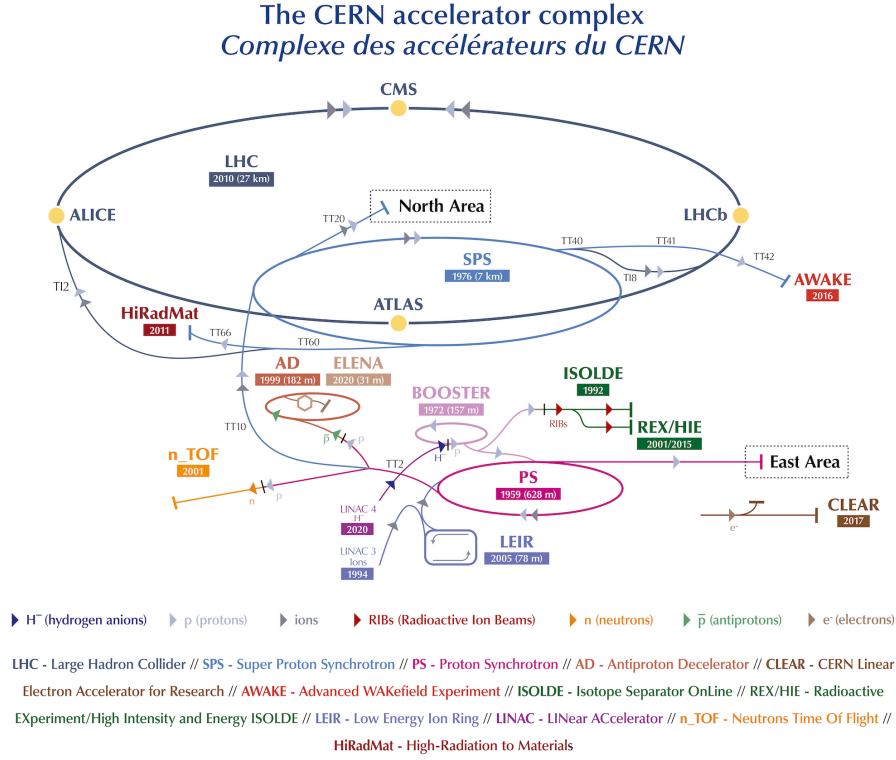 The CERN accelerator complex
Complexe des accélérateurs du CERN
CMS
LHC
2010 (27 km)
North Area
TT20
ALICE
LHCb
TT40
TT41
SPS
1976 (7 km)
TT42
TI8
TI2
AWAKE
2016
ATLAS
HiRadMat
2011
TT66
TT60
AD
1999 (182 m)
ELENA
2020 (31 m)
ISOLDE
1992
BOOSTER
1972 (157 m)
RIBs
REX/HIE
2001/2015
TT10
p̅
p
H⁻
p
n_TOF
2001
TT2
East Area
PS
1959 (628 m)
n
p
LINAC 4
H⁻
2020
CLEAR
2017
e⁻
LINAC 3
Ions
1994
LEIR
2005 (78 m)
H⁻ (hydrogen anions)
p (protons)
ions
RIBs (Radioactive Ion Beams)
n (neutrons)
p̅ (antiprotons)
e⁻ (electrons)
LHC - Large Hadron Collider // SPS - Super Proton Synchrotron // PS - Proton Synchrotron // AD - Antiproton Decelerator // CLEAR - CERN Linear
Electron Accelerator for Research // AWAKE - Advanced WAKefield Experiment // ISOLDE - Isotope Separator OnLine // REX/HIE - Radioactive
EXperiment/High Intensity and Energy ISOLDE // LEIR - Low Energy Ion Ring // LINAC - LINear ACcelerator // n_TOF - Neutrons Time Of Flight //
HiRadMat - High-Radiation to Materials